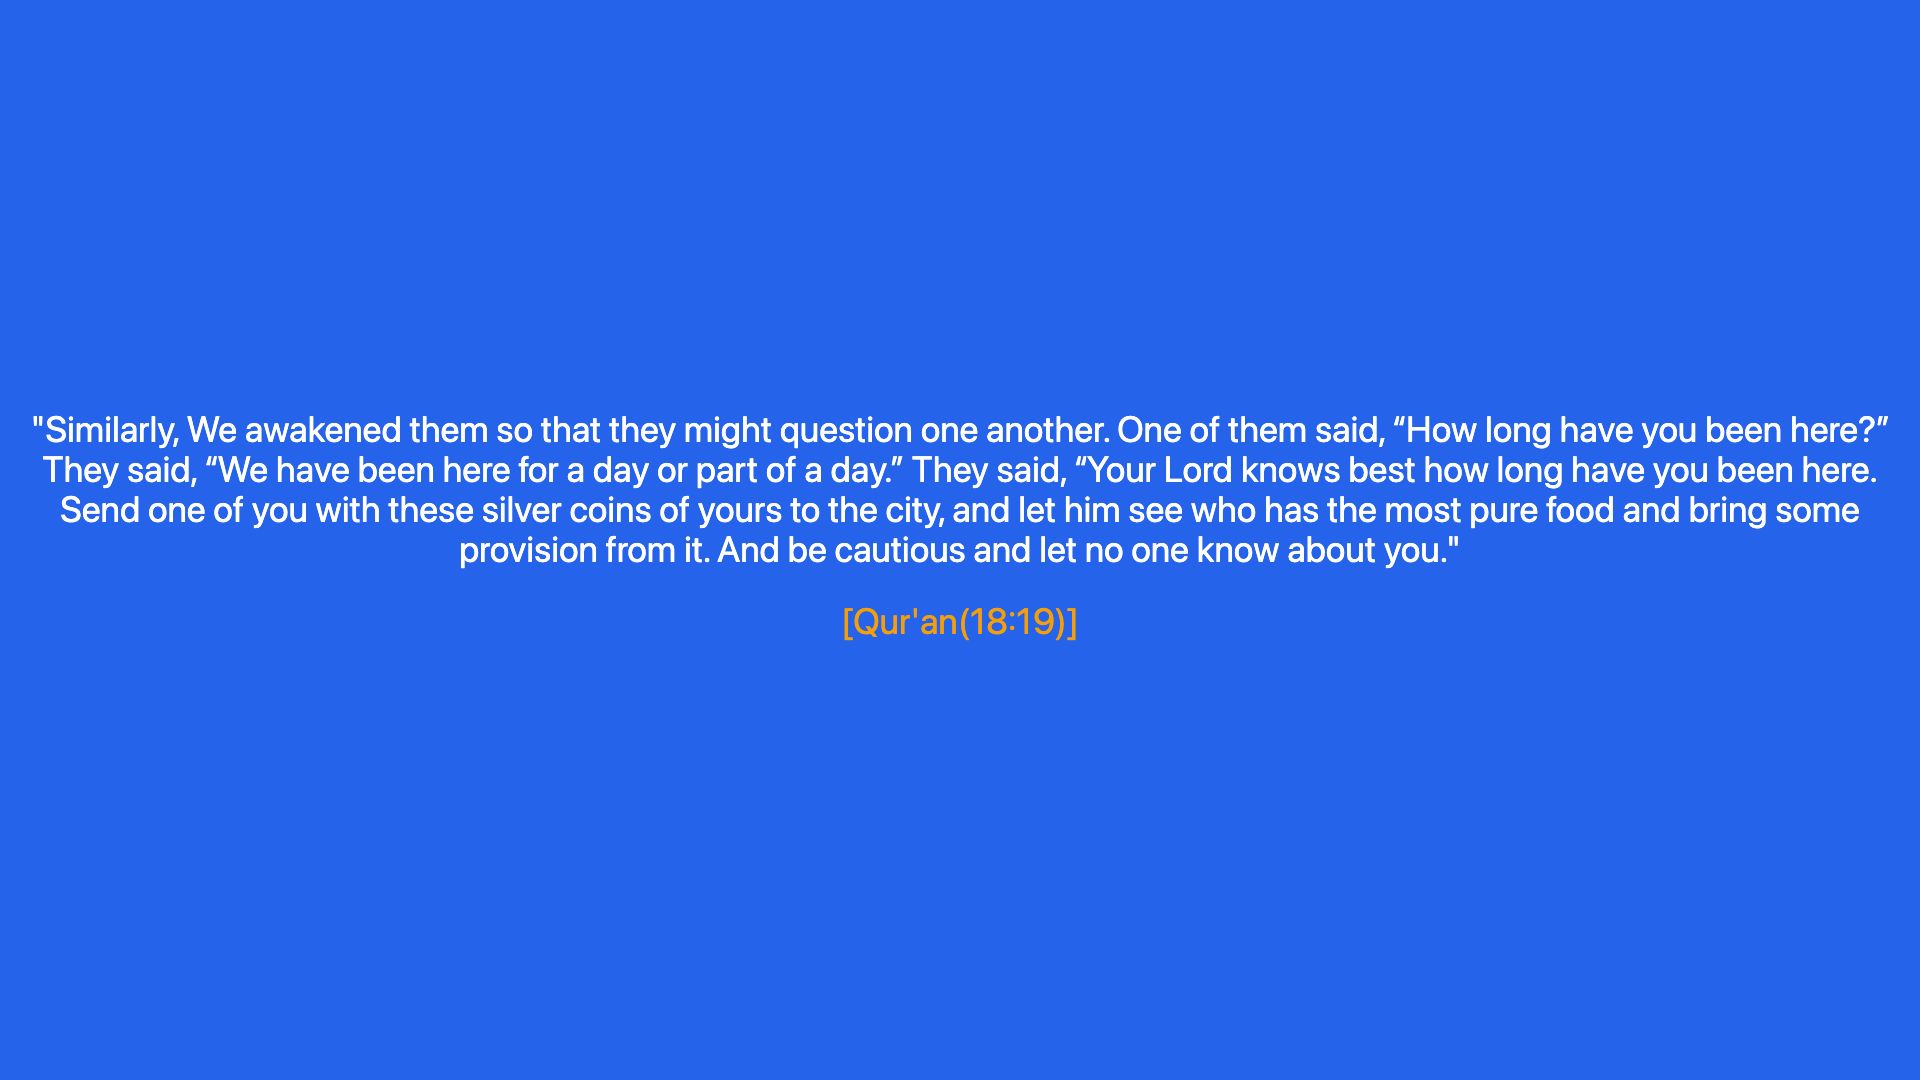 "Similarly, We awakened them so that they might question one another. One of them said, “How long have you been here?”
They said, “We have been here for a day or part of a day.” They said, “Your Lord knows best how long have you been here.
Send one of you with these silver coins of yours to the city, and let him see who has the most pure food and bring some
provision from it. And be cautious and let no one know about you."
[Qur'an(18:19)]